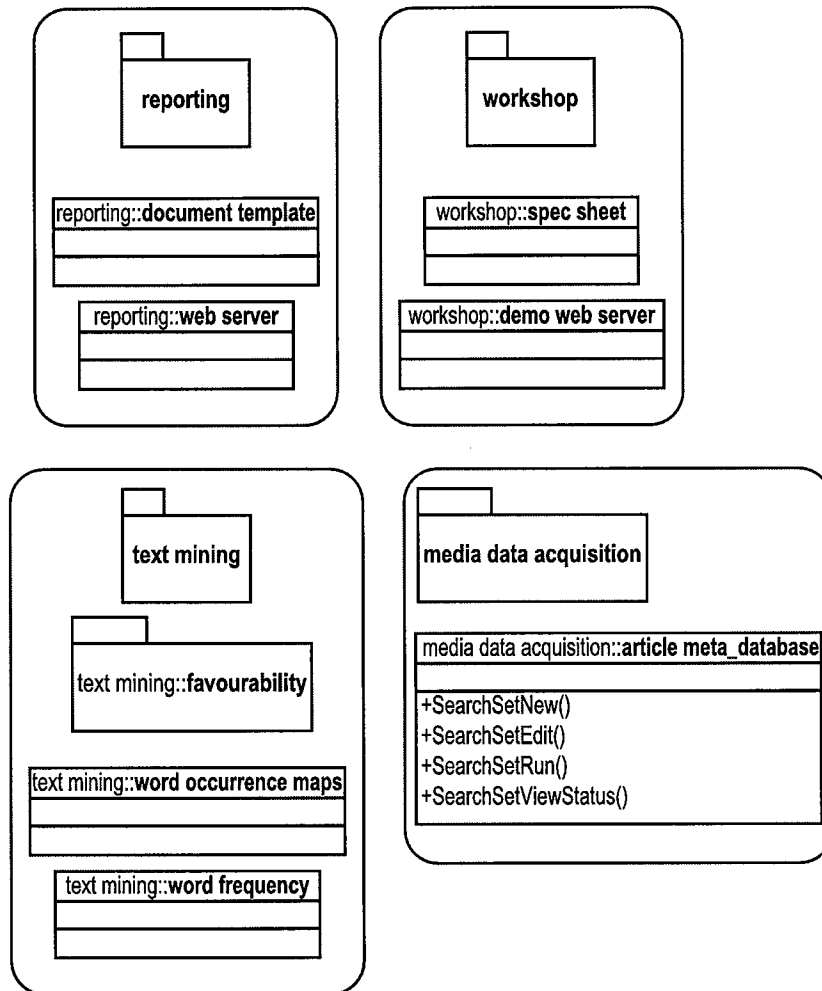 reporting
reporting::document template
reporting::web server
workshop
workshop::spec sheet
workshop::demo web server
text mining
text mining::favourability
text mining::word occurrence maps
text mining::word frequency
media data acquisition
media data acquisition::article meta_database
+SearchSetNew()
+SearchSetEdit()
+SearchSetRun()
+SearchSetViewStatus()